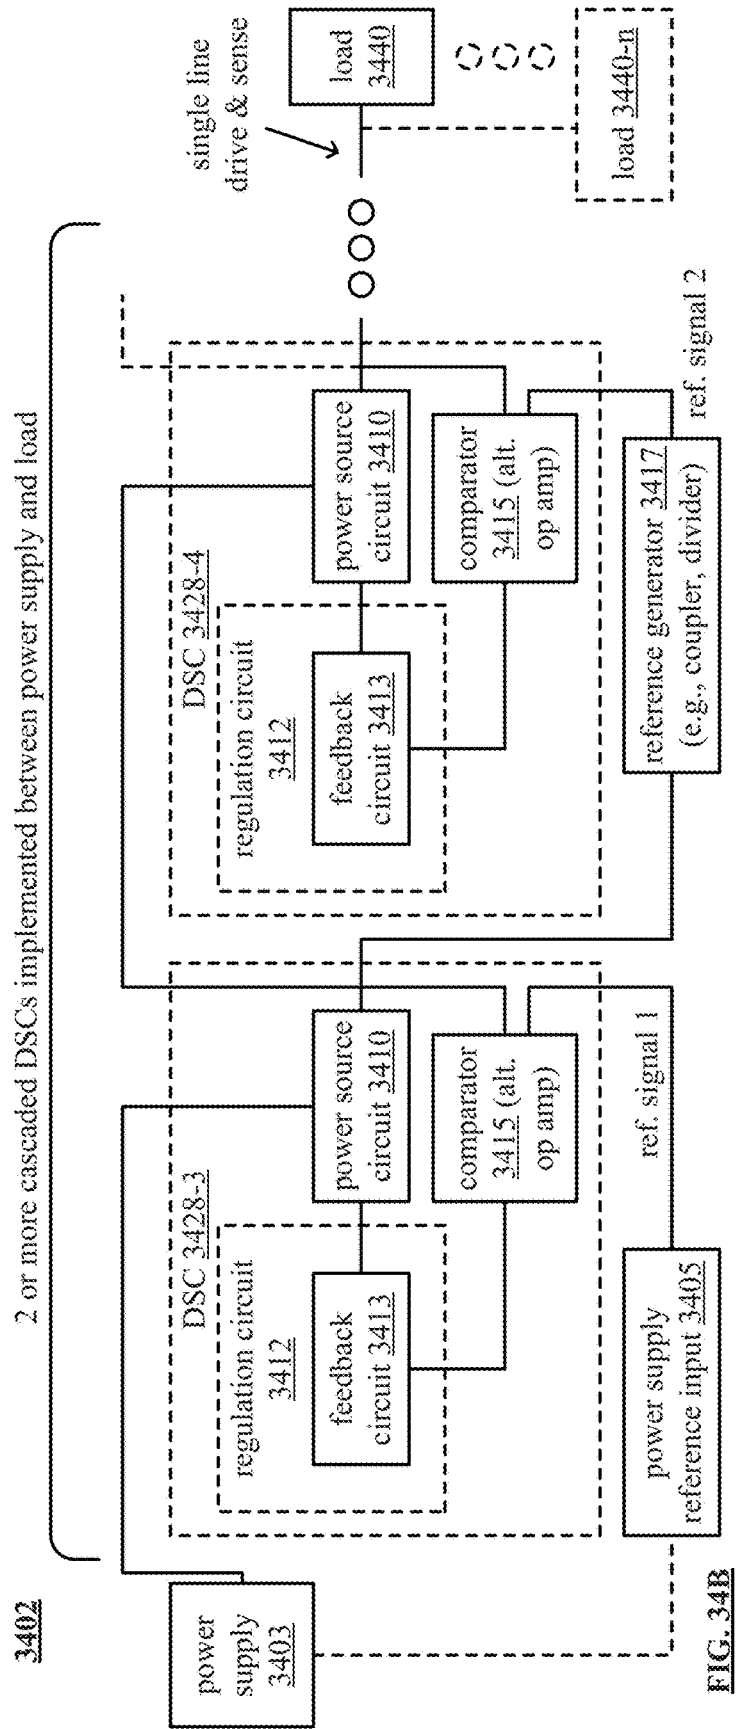 3402
2 or more cascaded DSCs implemented between power supply and load
power
supply
3403
DSC 3428-3
regulation circuit
3412
feedback
circuit 3413
power source
circuit 3410
comparator
3415 (alt.
op amp)
power supply
reference input 3405
ref. signal 1
DSC 3428-4
regulation circuit
3412
feedback
circuit 3413
power source
circuit 3410
comparator
3415 (alt.
op amp)
reference generator 3417
(e.g., coupler, divider)
ref. signal 2
single line
drive & sense
load
3440
load 3440-n
FIG. 34B